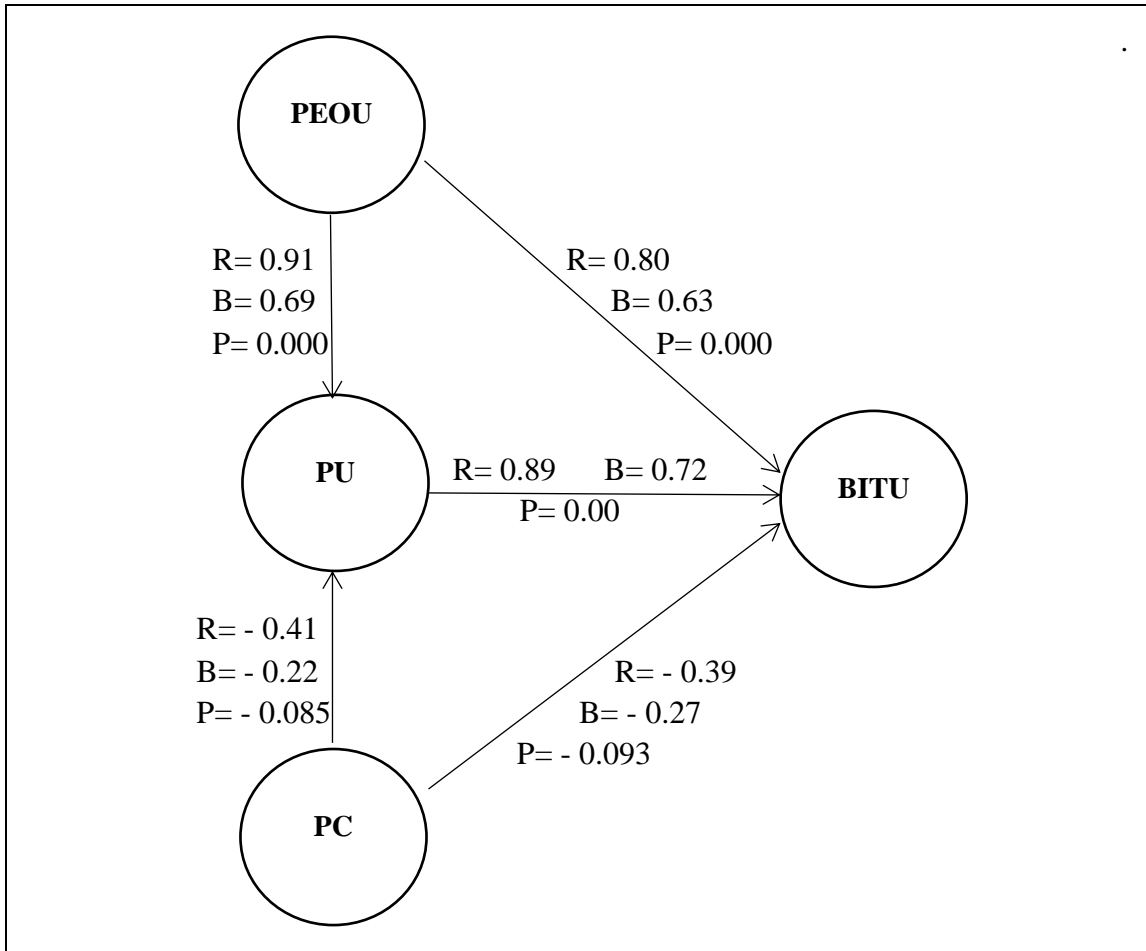 .
PEOU
R= 0.91
B= 0.69
P= 0.000
R= 0.80
B= 0.63
P= 0.000
PU
R= 0.89 B= 0.72
P= 0.00
BITU
R= - 0.41
B= - 0.22
P= - 0.085
R= - 0.39
B= - 0.27
P= - 0.093
PC